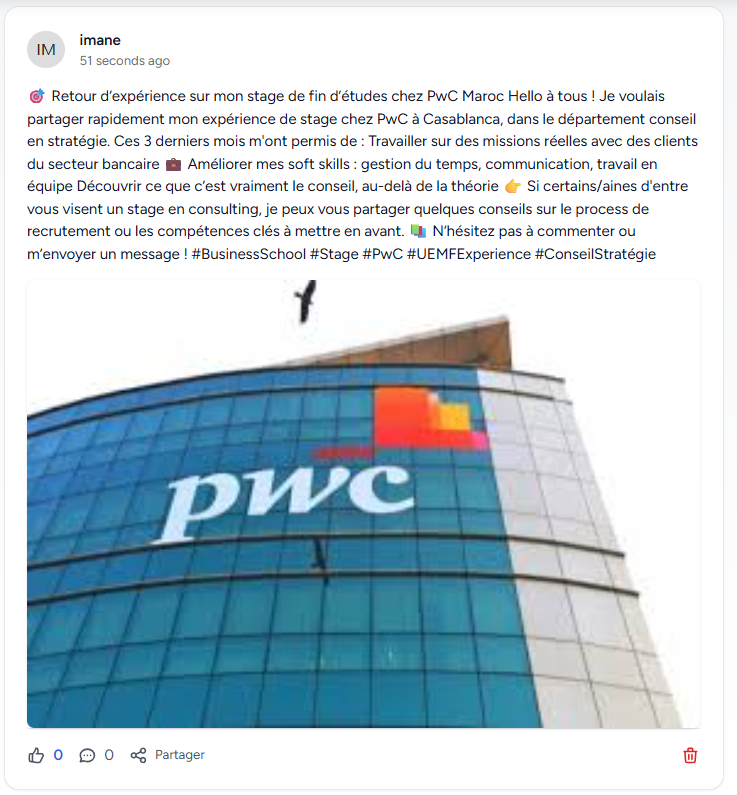 IM
imane
51 seconds ago
🎯 Retour d’expérience sur mon stage de fin d’études chez PwC Maroc Hello à tous ! Je voulais
partager rapidement mon expérience de stage chez PwC à Casablanca, dans le département conseil
en stratégie. Ces 3 derniers mois m'ont permis de : Travailler sur des missions réelles avec des clients
du secteur bancaire 💼 Améliorer mes soft skills : gestion du temps, communication, travail en
équipe Découvrir ce que c’est vraiment le conseil, au-delà de la théorie 👉 Si certains/aines d'entre
vous visent un stage en consulting, je peux vous partager quelques conseils sur le process de
recrutement ou les compétences clés à mettre en avant. 📚 N’hésitez pas à commenter ou
m’envoyer un message ! #BusinessSchool #Stage #PwC #UEMFExperience #ConseilStratégie
pwc
0 0 Partager